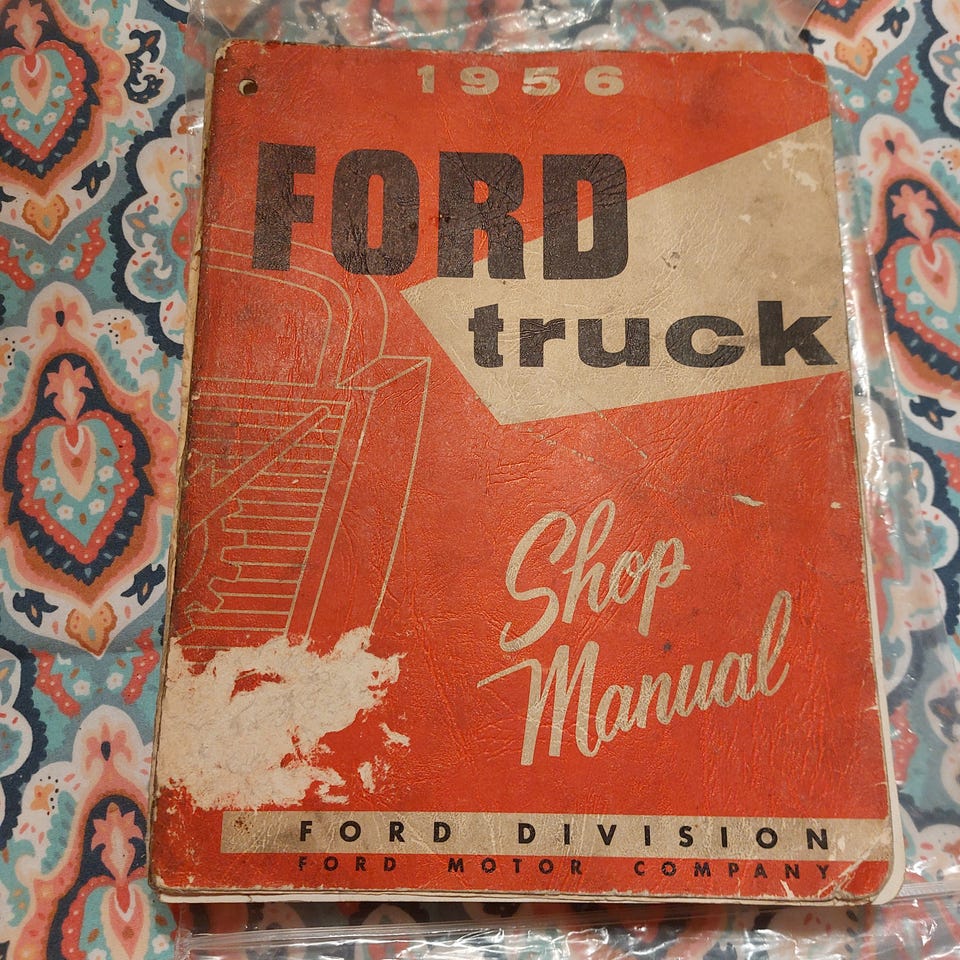 1956
FORD
truck
Shop
Manual
FORD DIVISION
FORD MOTOR COMPANY